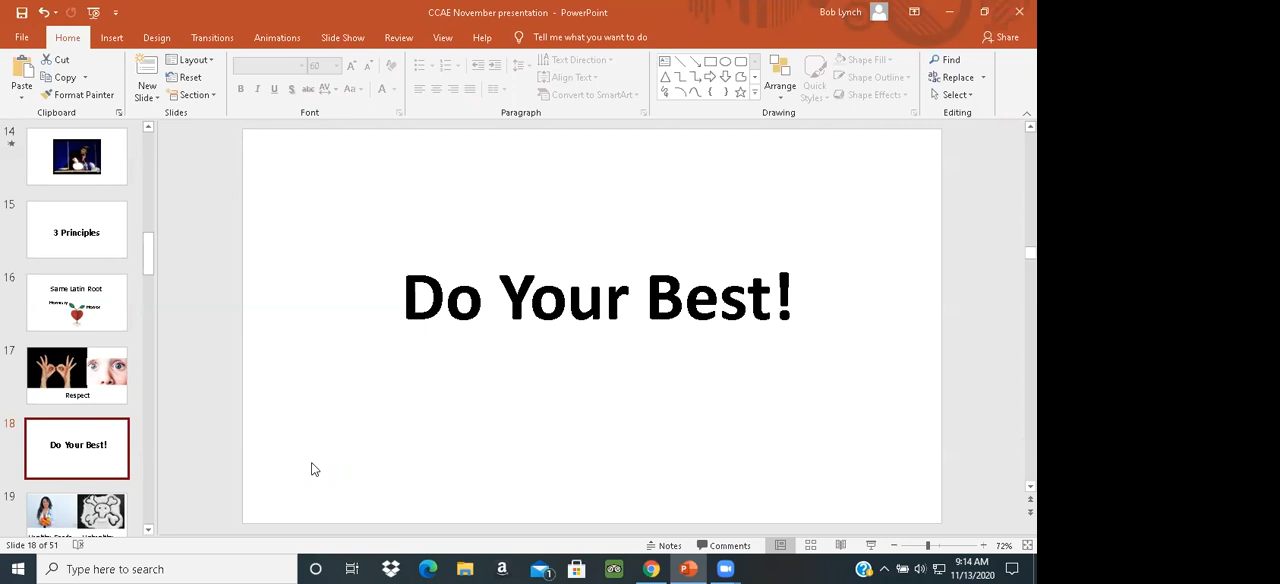 CCAE November presentation - PowerPoint
Bob Lynch
File Home Insert Design Transitions Animations Slide Show Review View Help Tell me what you want to do Share
Paste
Cut
Copy
Format Painter
Clipboard
New
Slide
Layout
Reset
Section
Slides
60
B I U S abc AV Aa A
Font
Text Direction
Align Text
Convert to SmartArt
Paragraph
Arrange
Quick
Styles
Shape Fill
Shape Outline
Shape Effects
Drawing
Find
Replace
Select
Editing
14
15
3 Principles
16
Same Latin Root
17
Respect
18
Do Your Best!
19
Do Your Best!
Slide 18 of 51
Notes Comments 72%
Type here to search
9:14 AM
11/13/2020